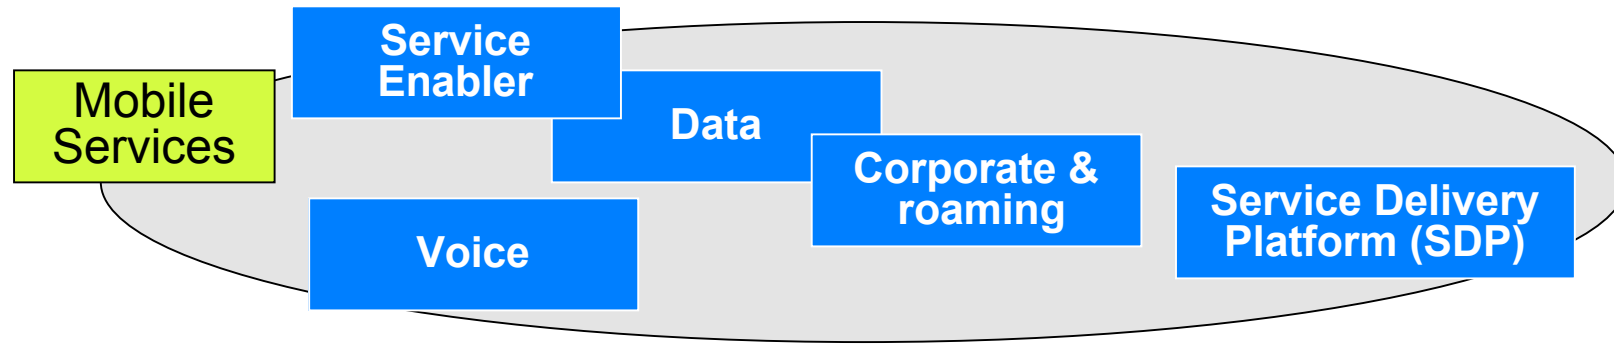 Mobile
Services
Service
Enabler
Data
Corporate &
roaming
Service Delivery
Platform (SDP)
Voice